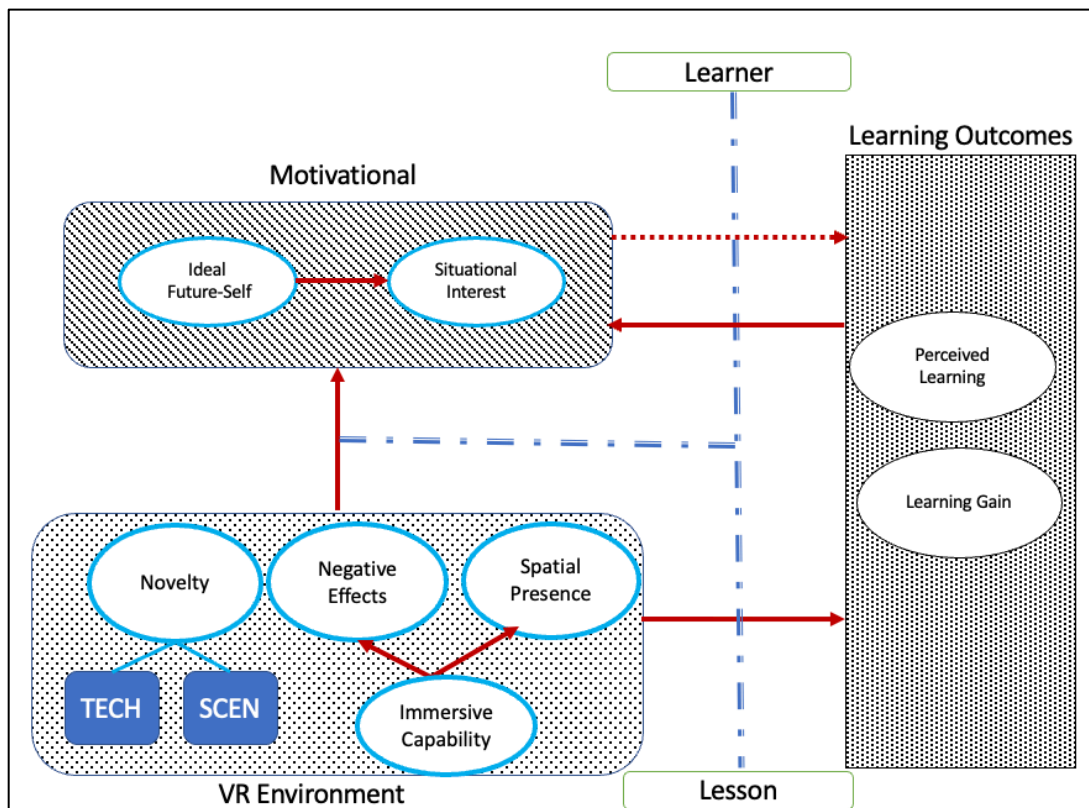 Learner
Learning Outcomes
Motivational
Ideal
Future-Self
Situational
Interest
Perceived
Learning
Learning Gain
Novelty
Negative
Effects
Spatial
Presence
TECH
SCEN
Immersive
Capability
VR Environment
Lesson